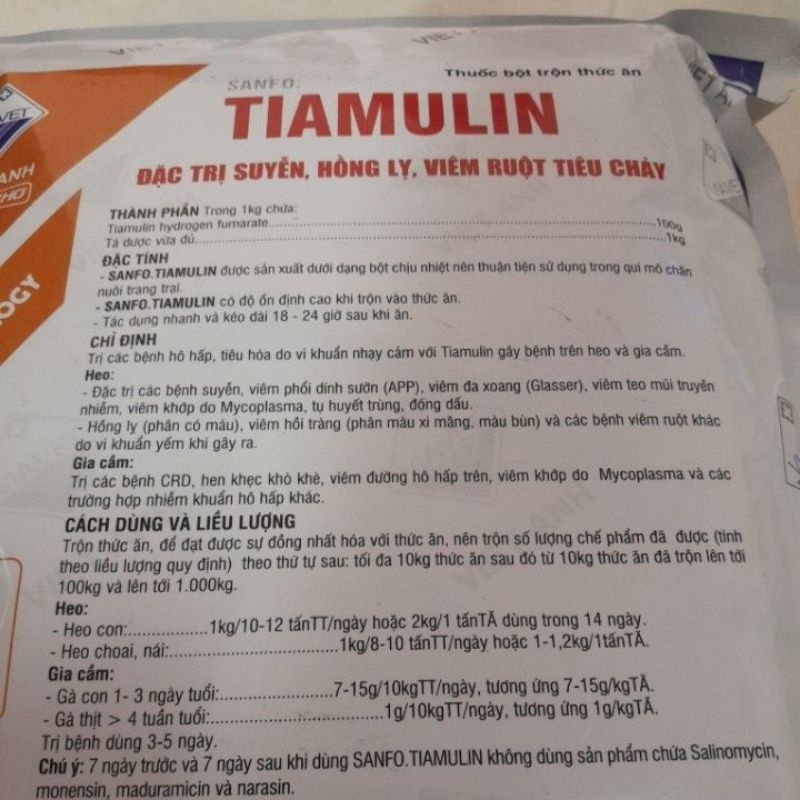 Thuốc bột trộn thức ăn
SANFO.
TIAMULIN
ĐẶC TRỊ SUYỄN, HỒNG LỴ, VIÊM RUỘT TIÊU CHẢY
THÀNH PHẦN Trong 1kg chứa:
Tiamulin hydrogen fumarate..........100g
Tá dược vừa đủ..........1kg
ĐẶC TÍNH
- SANFO.TIAMULIN được sản xuất dưới dạng bột chịu nhiệt nên thuận tiện sử dụng trong qui mô chăn
nuôi trang trại.
- SANFO.TIAMULIN có độ ổn định cao khi trộn vào thức ăn.
- Tác dụng nhanh và kéo dài 18 - 24 giờ sau khi ăn.
CHỈ ĐỊNH
Trị các bệnh hô hấp, tiêu hóa do vi khuẩn nhạy cảm với Tiamulin gây bệnh trên heo và gia cầm.
Heo:
- Đặc trị các bệnh suyễn, viêm phổi dính sườn (APP), viêm đa xoang (Glasser), viêm teo mũi truyền
nhiễm, viêm khớp do Mycoplasma, tụ huyết trùng, đóng dấu.
- Hồng lỵ (phân có máu), viêm hồi tràng (phân màu xi măng, màu bùn) và các bệnh viêm ruột khác
do vi khuẩn yếm khí gây ra.
Gia cầm:
Trị các bệnh CRD, hen khẹc khò khè, viêm đường hô hấp trên, viêm khớp do Mycoplasma và các
trường hợp nhiễm khuẩn hô hấp khác.
CÁCH DÙNG VÀ LIỀU LƯỢNG
Trộn thức ăn, để đạt được sự đồng nhất hóa với thức ăn, nên trộn số lượng chế phẩm đã được (tính
theo liều lượng quy định) theo thứ tự sau: tối đa 10kg thức ăn sau đó từ 10kg thức ăn đã trộn lên tới
100kg và lên tới 1.000kg.
Heo:
- Heo con:..........1kg/10-12 tấnTT/ngày hoặc 2kg/1 tấnTĂ dùng trong 14 ngày.
- Heo choai, nái:..........1kg/8-10 tấnTT/ngày hoặc 1-1,2kg/1tấnTĂ.
Gia cầm:
- Gà con 1- 3 ngày tuổi:..........7-15g/10kgTT/ngày, tương ứng 7-15g/kgTĂ.
- Gà thịt > 4 tuần tuổi:..........1g/10kgTT/ngày, tương ứng 1g/kgTĂ.
Trị bệnh dùng 3-5 ngày.
Chú ý: 7 ngày trước và 7 ngày sau khi dùng SANFO.TIAMULIN không dùng sản phẩm chứa Salinomycin,
monensin, maduramicin và narasin.